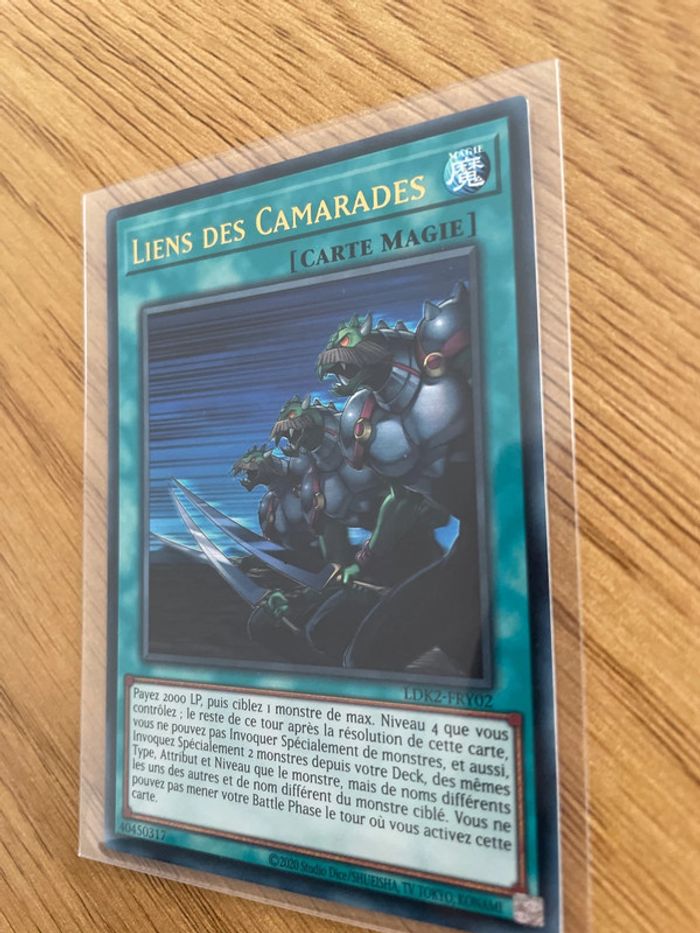 MAGIE
魔
LIENS DES CAMARADES
[CARTE MAGIE]
LDK2-FRY02
Payez 2000 LP, puis ciblez 1 monstre de max. Niveau 4 que vous
contrôlez ; le reste de ce tour après la résolution de cette carte,
vous ne pouvez pas Invoquer Spécialement de monstres, et aussi,
Invoquez Spécialement 2 monstres depuis votre Deck, des mêmes
Type, Attribut et Niveau que le monstre, mais de noms différents
les uns des autres et de nom différent du monstre ciblé. Vous ne
pouvez pas mener votre Battle Phase le tour où vous activez cette
carte.
40450317
©2020 Studio Dice/SHUEISHA, TV TOKYO, KONAMI